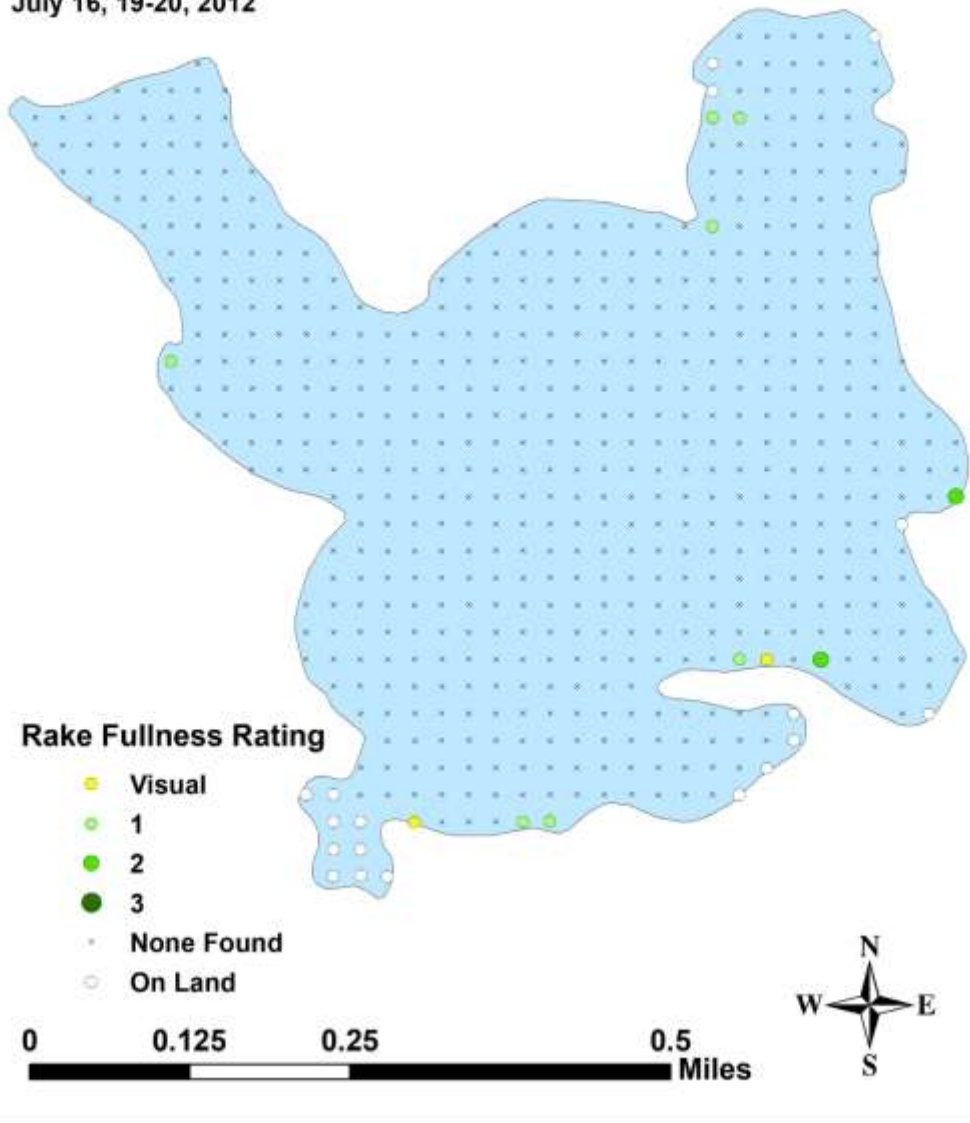 July 16, 19-20, 2012
Rake Fullness Rating
Visual
1
2
3
None Found
On Land
N
W E
S
0 0.125 0.25 0.5
Miles